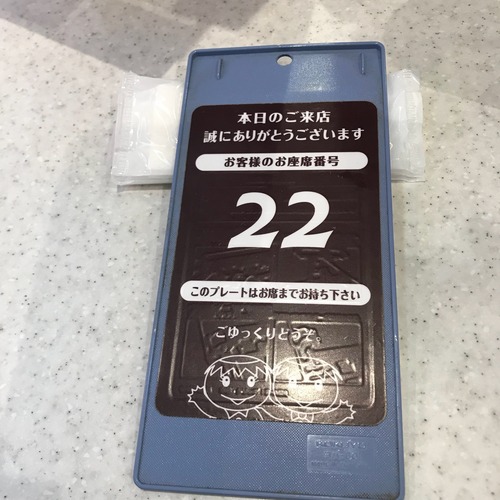 本日のご来店
誠にありがとうございます
お客様のお座席番号
22
このプレートはお席までお持ち下さい
ごゆっくりどうぞ。